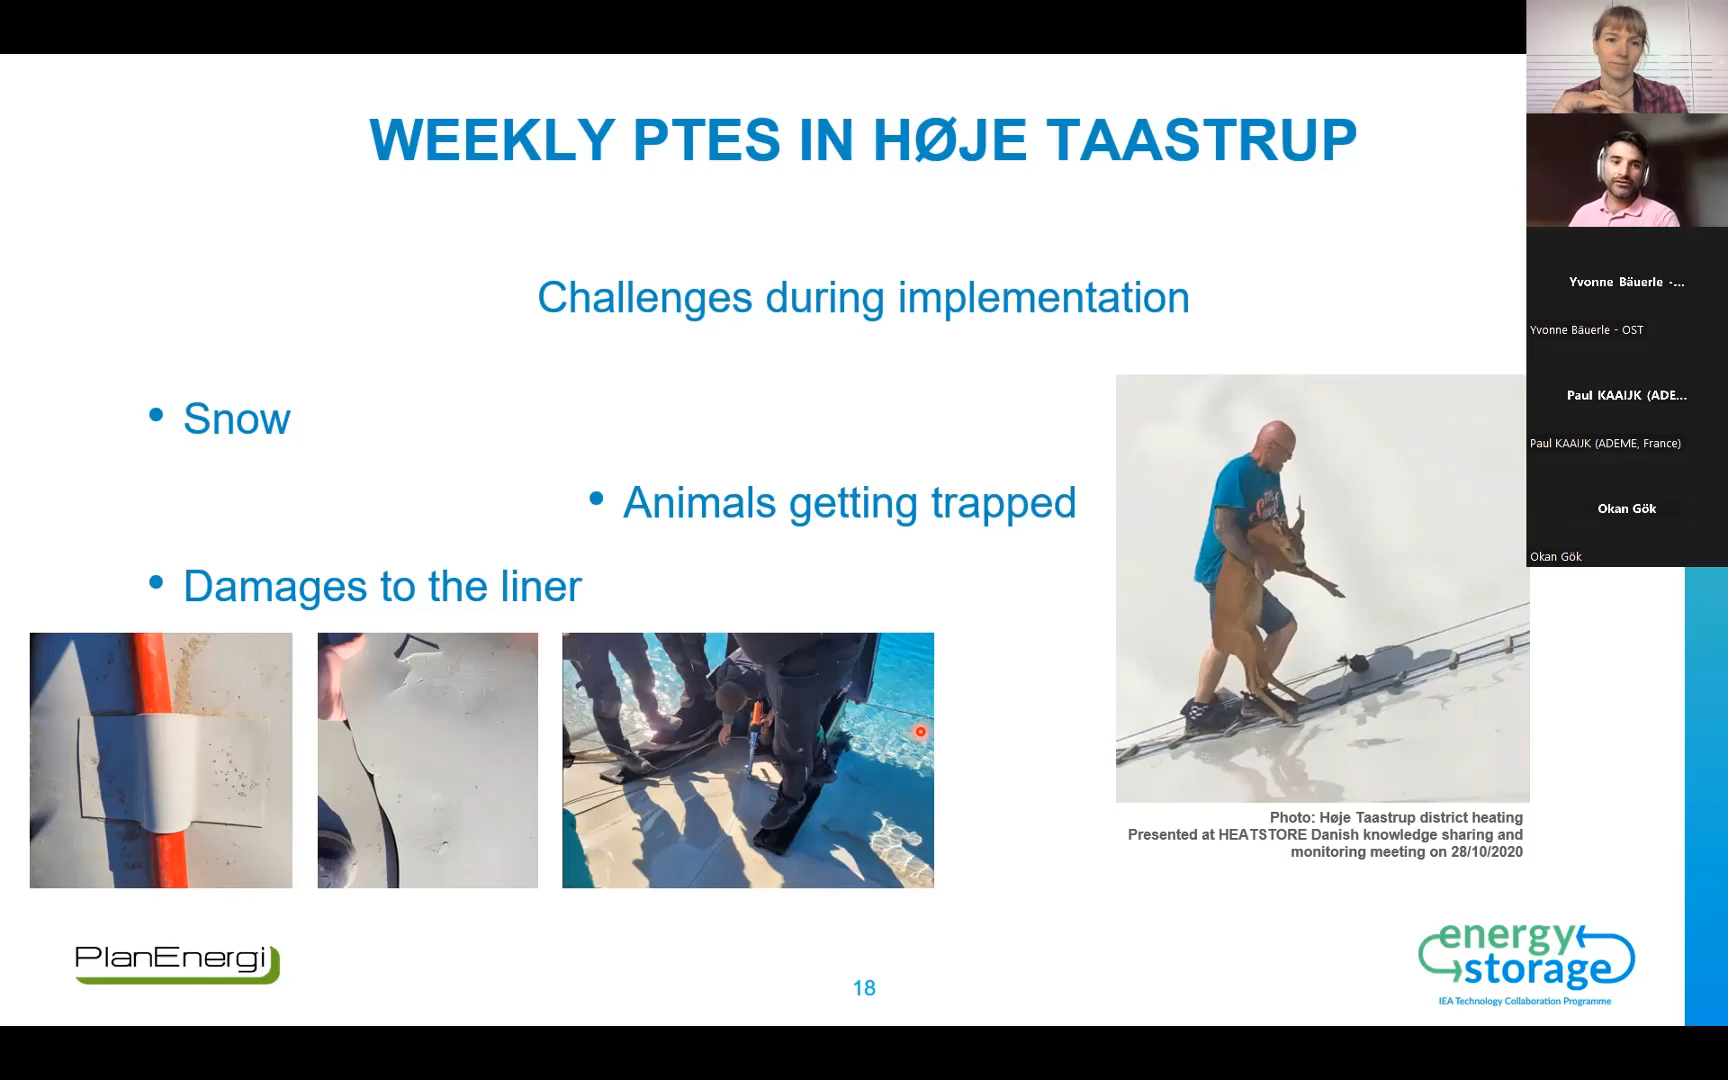 WEEKLY PTES IN HØJE TAASTRUP
Challenges during implementation
• Snow
• Animals getting trapped
• Damages to the liner
Photo: Høje Taastrup district heating
Presented at HEATSTORE Danish knowledge sharing and
monitoring meeting on 28/10/2020
PlanEnergi
18
energy
storage
IEA Technology Collaboration Programme
Yvonne Bäuerle -...
Yvonne Bäuerle - OST
Paul KAAIJK (ADE...
Paul KAAIJK (ADEME, France)
Okan Gök
Okan Gök